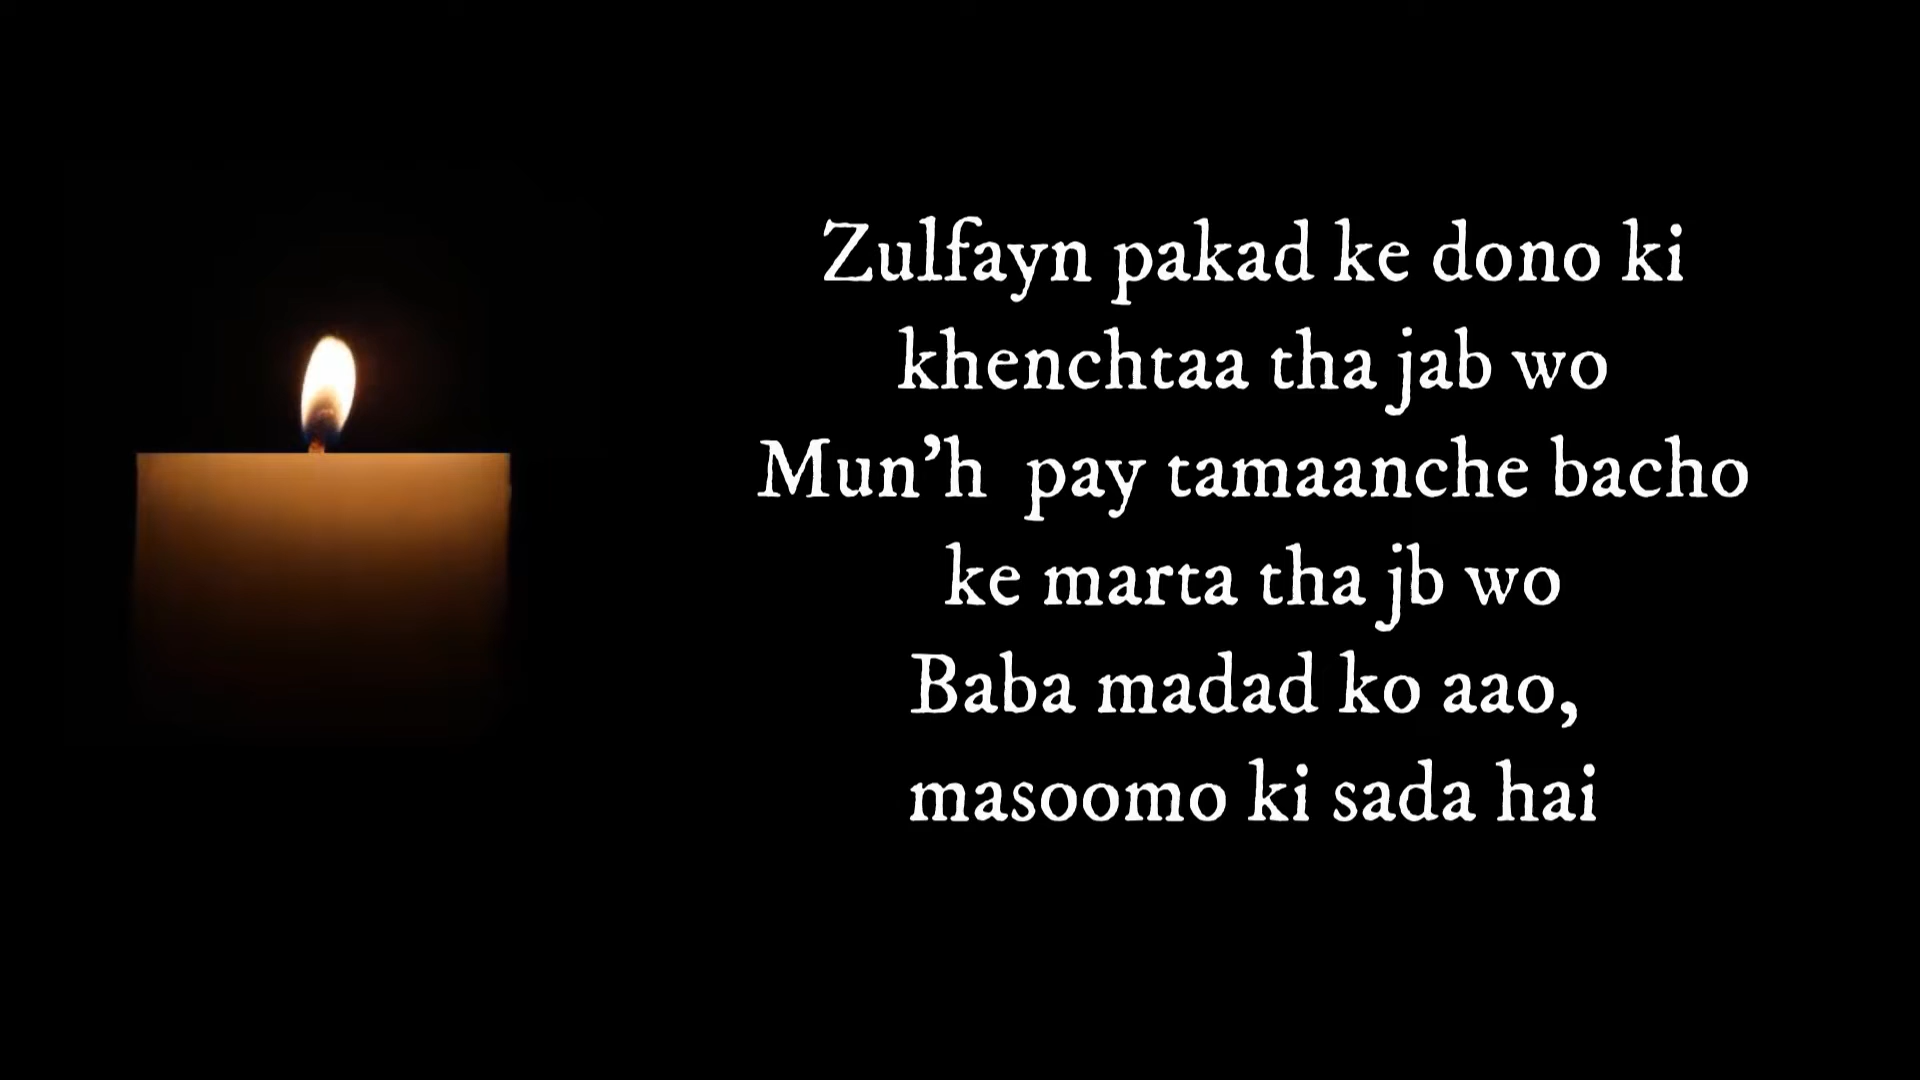 Zulfayn pakad ke dono ki
khenchtaa tha jab wo
Mun’h pay tamaanche bacho
ke marta tha jb wo
Baba madad ko aao,
masoomo ki sada hai